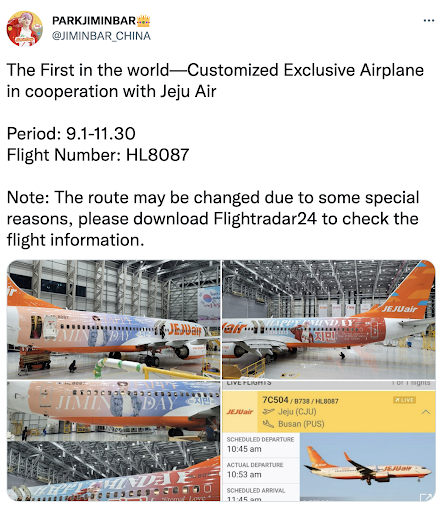 PARKJIMINBAR
@JIMINBAR_CHINA
The First in the world—Customized Exclusive Airplane
in cooperation with Jeju Air
Period: 9.1-11.30
Flight Number: HL8087
Note: The route may be changed due to some special
reasons, please download Flightradar24 to check the
flight information.
JEJUair
JEJUair
JIMIN DAY
LIVE FLIGHTS
1 of 1 flights
7C504 / B738 / HL8087
LIVE
JEJUair
Jeju (CJU)
Busan (PUS)
SCHEDULED DEPARTURE
10:45 am
ACTUAL DEPARTURE
10:53 am
SCHEDULED ARRIVAL
11:45 am
JEJUair